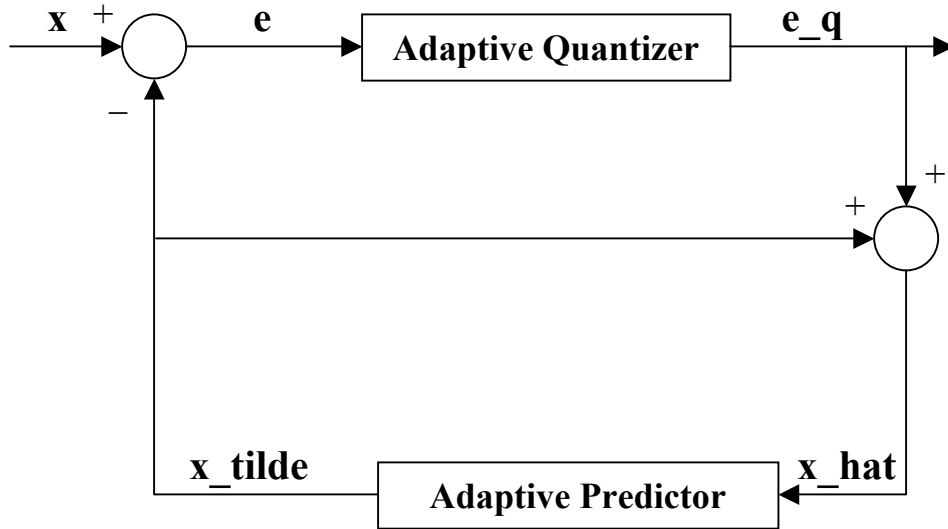 x + e Adaptive Quantizer e_q
−
+
+
x_tilde Adaptive Predictor x_hat